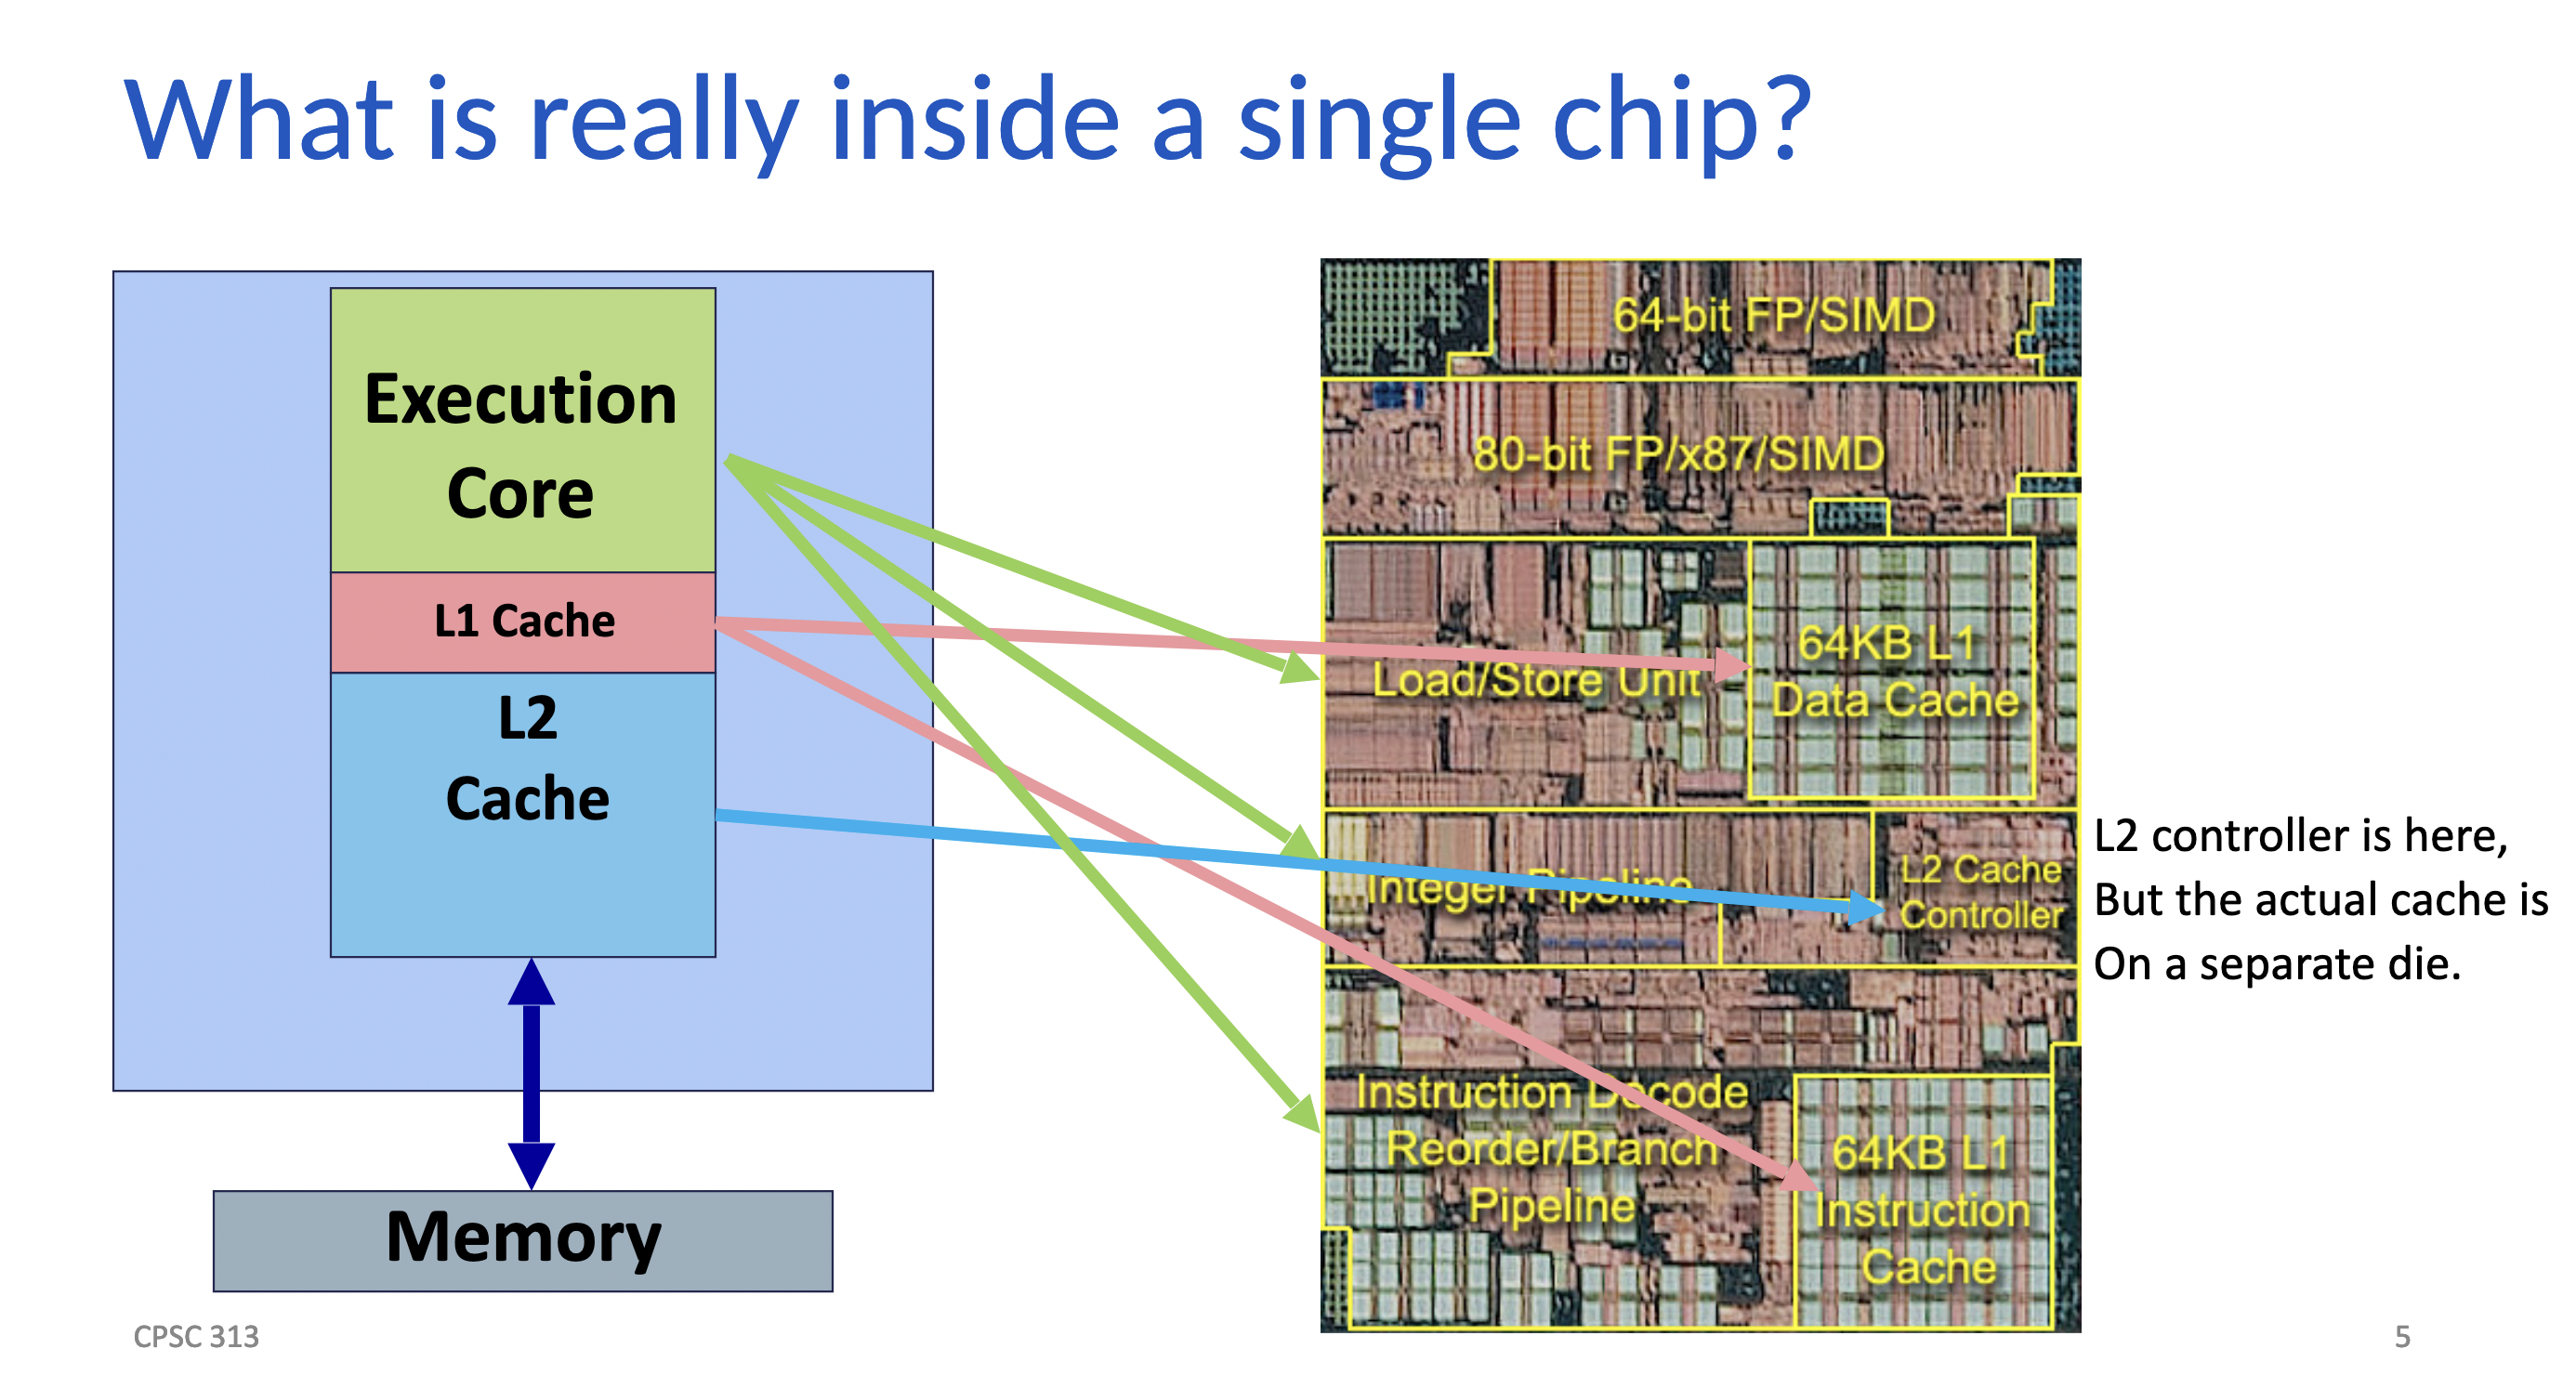 What is really inside a single chip?
Execution
Core
L1 Cache
L2
Cache
Memory
64-bit FP/SIMD
80-bit FP/x87/SIMD
Load/Store Unit
64KB L1
Data Cache
Integer Pipeline
L2 Cache
Controller
Instruction Decode
Reorder/Branch
Pipeline
64KB L1
Instruction
Cache
L2 controller is here,
But the actual cache is
On a separate die.
CPSC 313
5